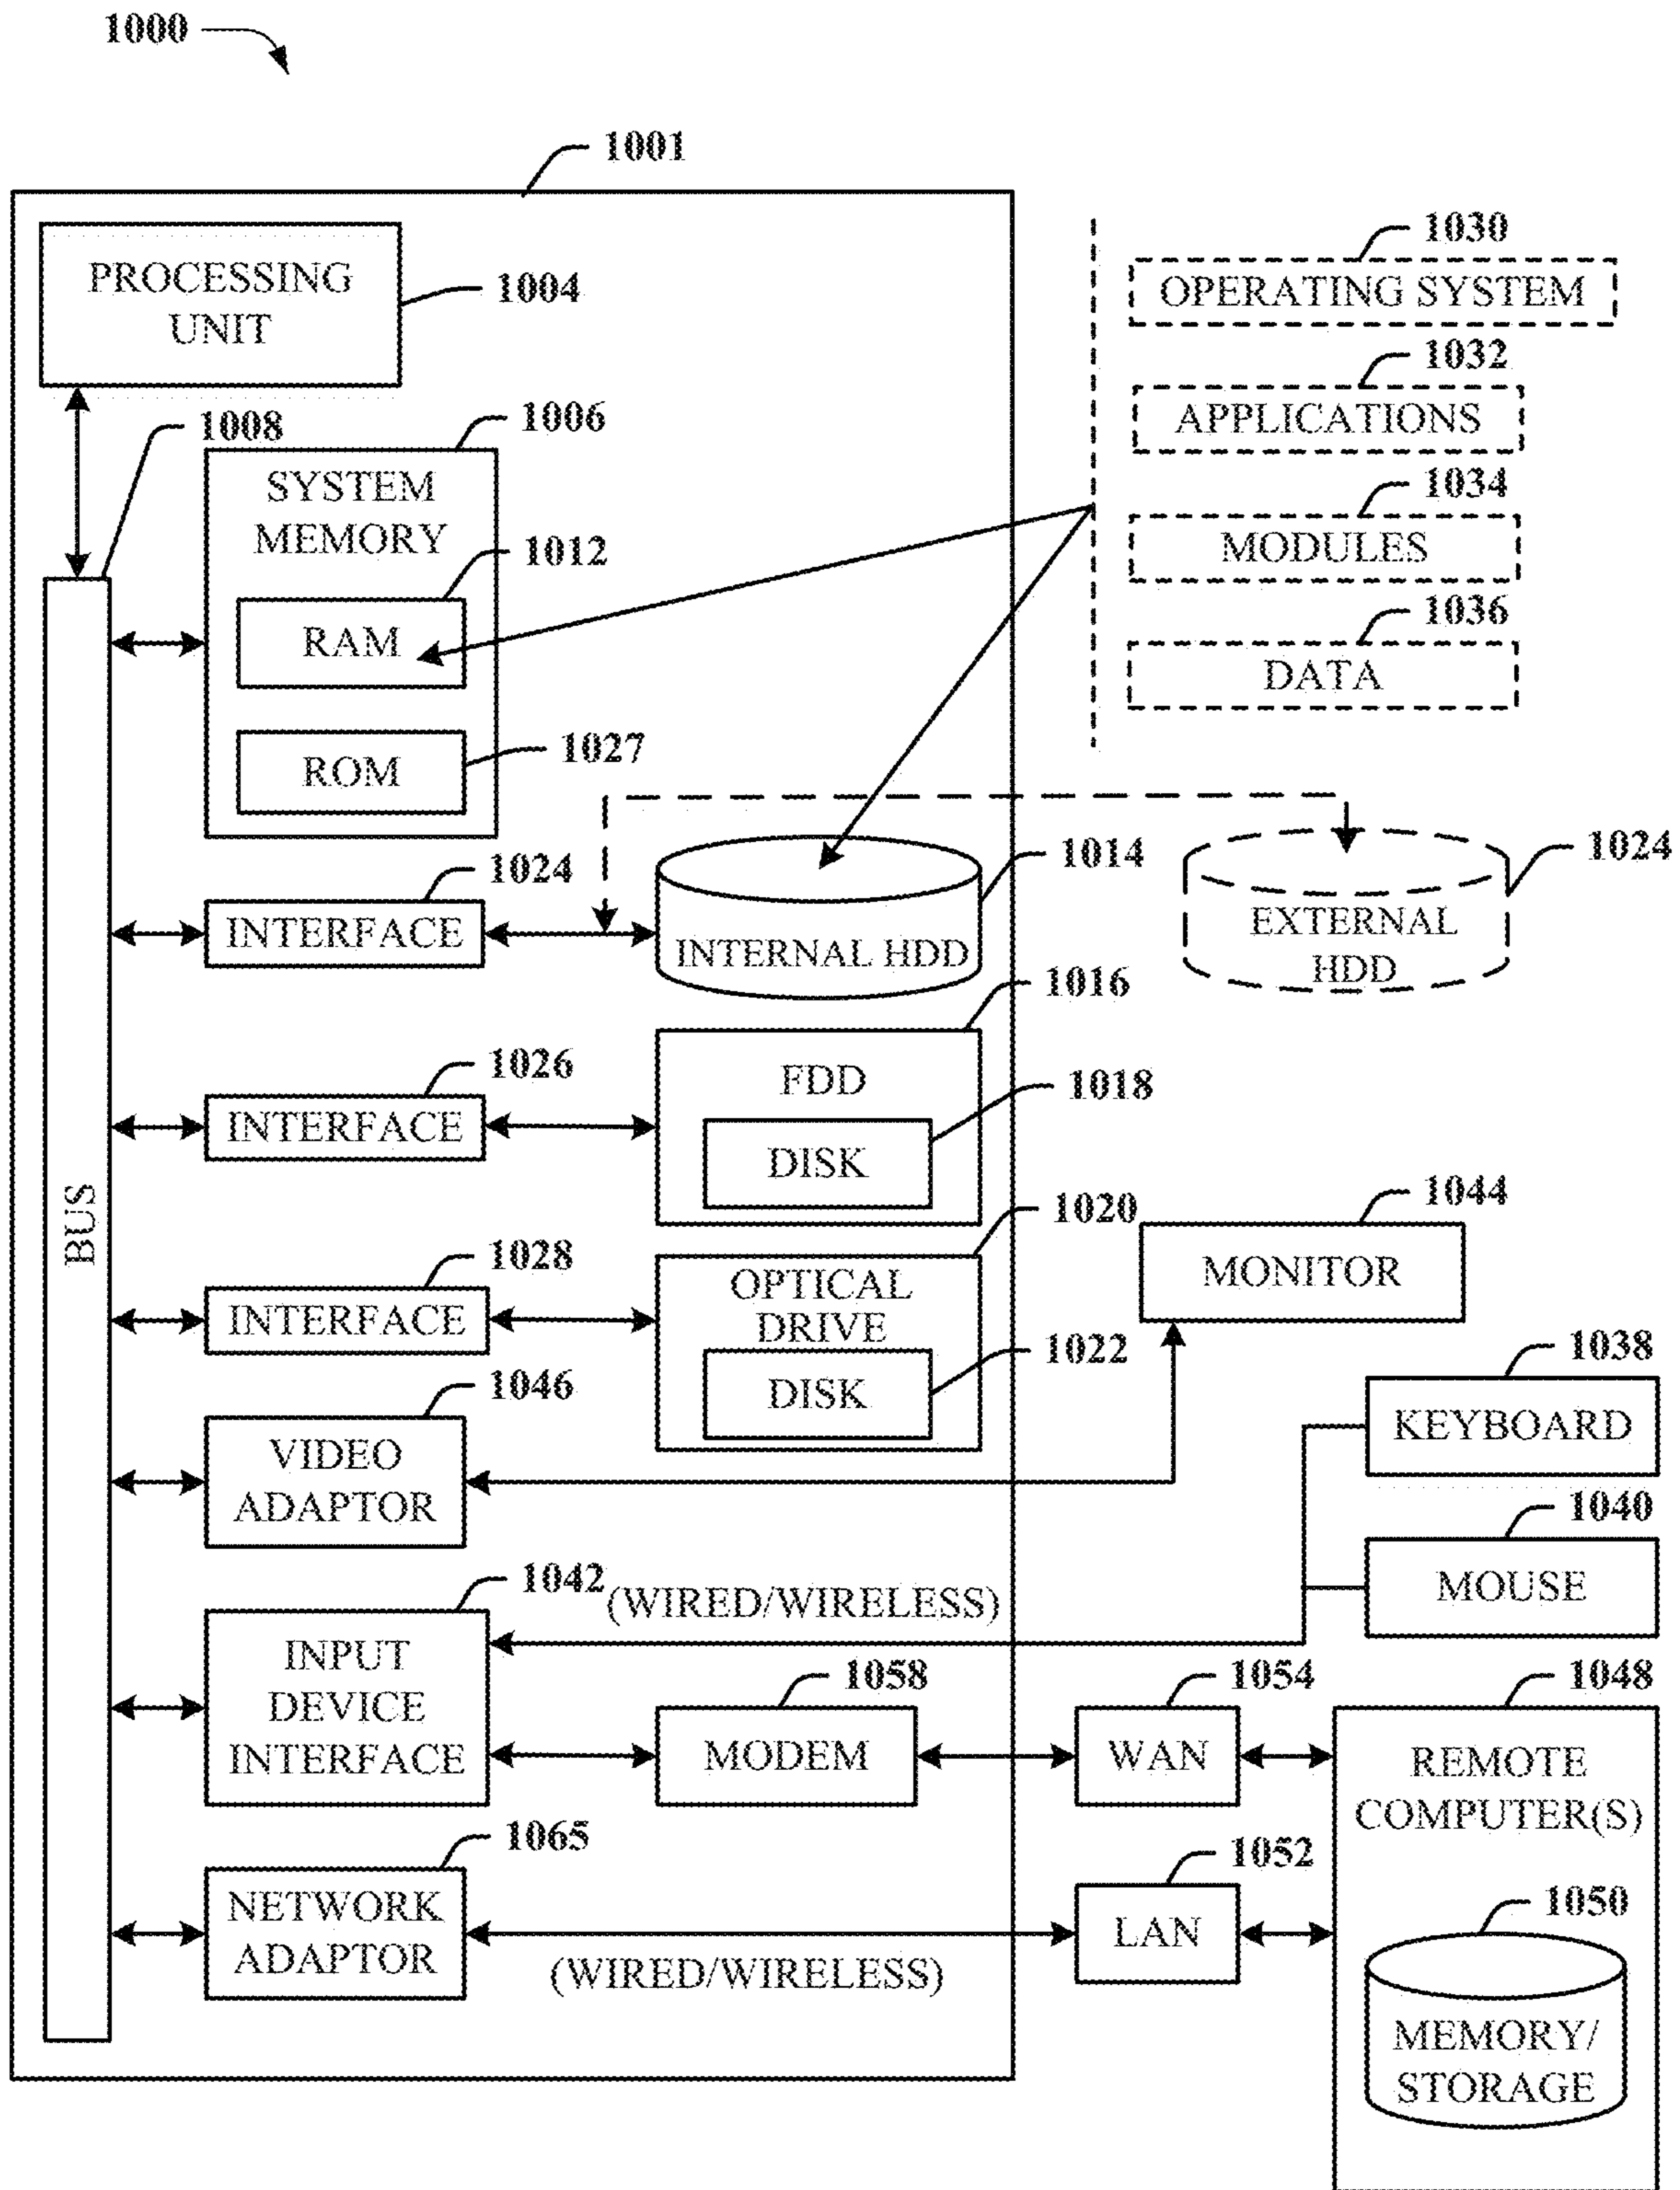 1000
1001
PROCESSING
UNIT
1004
1030
OPERATING SYSTEM
1032
APPLICATIONS
1034
MODULES
1036
DATA
1008
1006
SYSTEM
MEMORY
1012
RAM
1027
ROM
1024
INTERFACE
1014
INTERNAL HDD
1024
EXTERNAL
HDD
1016
1026
INTERFACE
FDD
1018
DISK
BUS
1020
1044
MONITOR
1028
INTERFACE
OPTICAL
DRIVE
1022
DISK
1046
VIDEO
ADAPTOR
1038
KEYBOARD
1040
MOUSE
1042
(WIRED/WIRELESS)
INPUT
DEVICE
INTERFACE
1058
MODEM
1054
WAN
1048
REMOTE
COMPUTER(S)
1065
NETWORK
ADAPTOR
(WIRED/WIRELESS)
1052
LAN
1050
MEMORY/
STORAGE